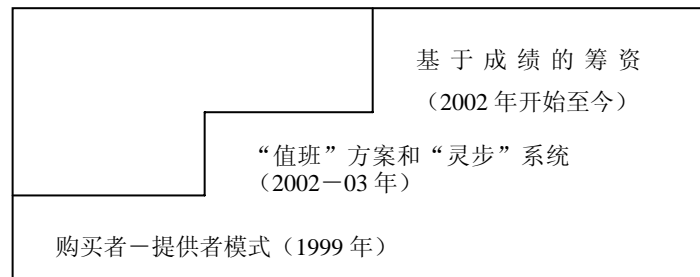 基于成绩的筹资
（2002 年开始至今）
“值班”方案和“灵步”系统
（2002－03 年）
购买者－提供者模式（1999 年）